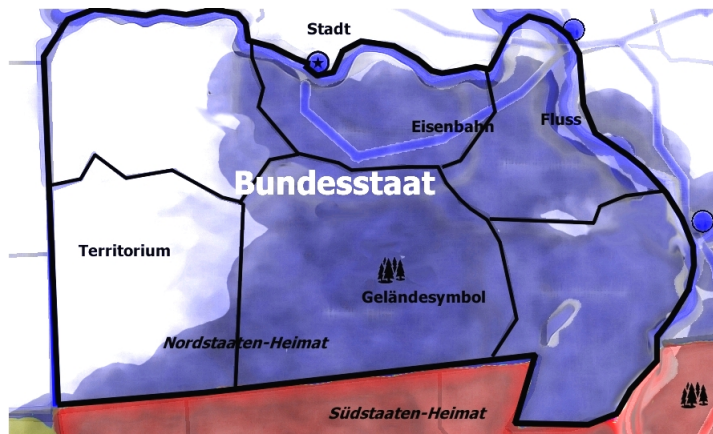 Stadt
Eisenbahn
Fluss
Bundesstaat
Territorium
Geländesymbol
Nordstaaten-Heimat
Südstaaten-Heimat